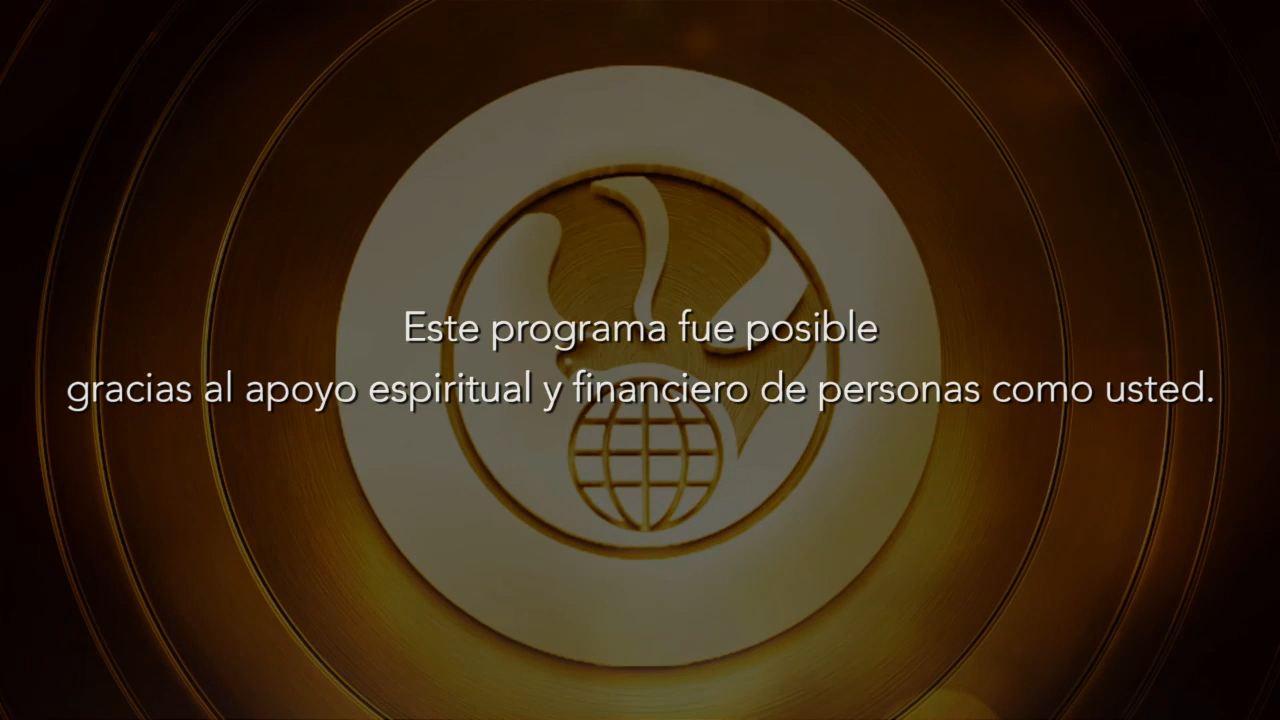 Este programa fue posible
gracias al apoyo espiritual y financiero de personas como usted.